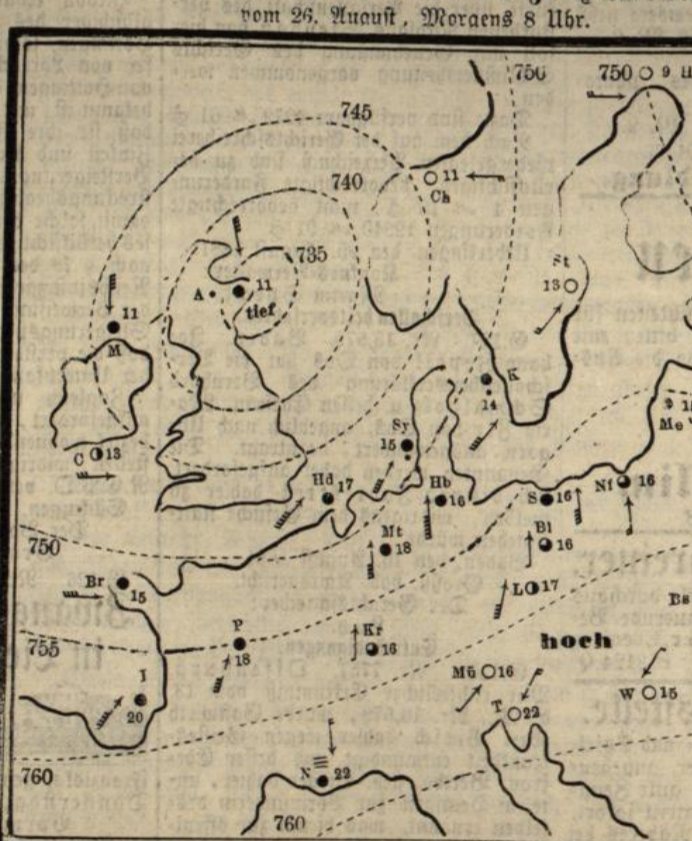 vom 26. August, Morgens 8 Uhr.
750
750 9
745
11
Ch
740
735
11
A
tief
St
13
11
M
K
14
Sy
15
C 13
Hd 17
Hb
16
S 16
Nf 16
Mt
18
Bl
16
750
Br
15
L 17
hoch
755
P
18
Kr
16
Mü 16
W 15
I
20
T 22
760
N 22
760